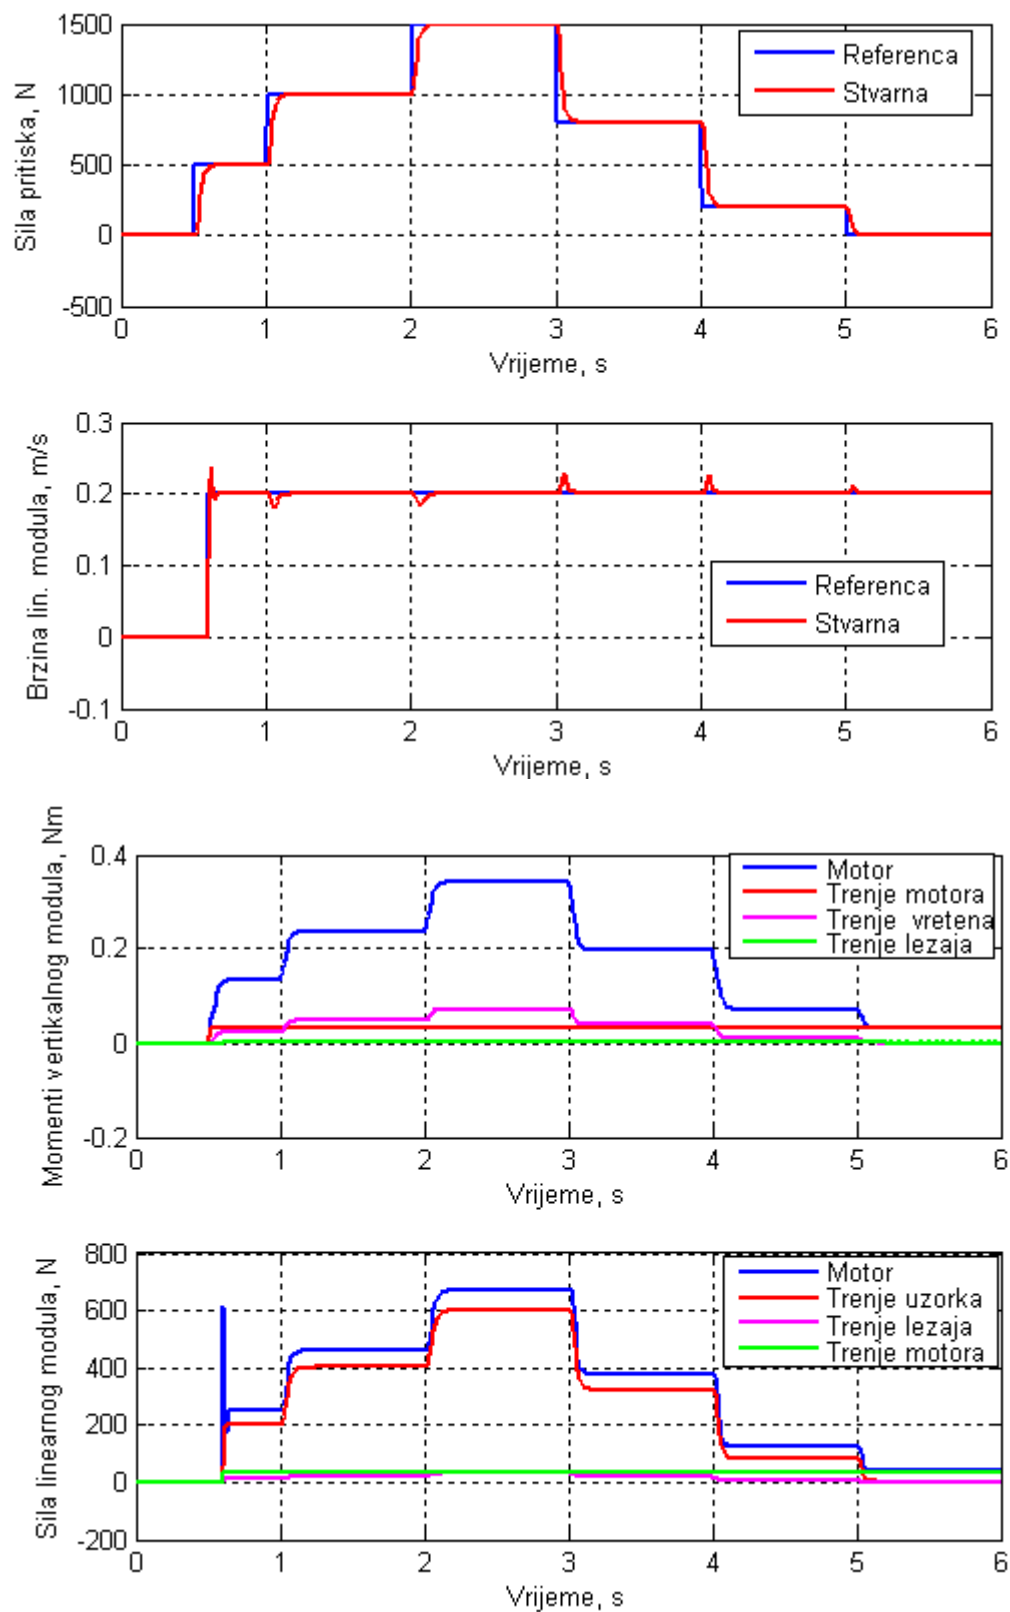 Sila pritiska, N
1500
1000
500
0
-500
Referenca
Stvarna
0 1 2 3 4 5 6
Vrijeme, s
Brzina lin. modula, m/s
0.3
0.2
0.1
0
-0.1
Referenca
Stvarna
0 1 2 3 4 5 6
Vrijeme, s
Momenti vertikalnog modula, Nm
0.4
0.2
0
-0.2
Motor
Trenje motora
Trenje vretena
Trenje lezaja
0 1 2 3 4 5 6
Vrijeme, s
Sila linearnog modula, N
800
600
400
200
0
-200
Motor
Trenje uzorka
Trenje lezaja
Trenje motora
0 1 2 3 4 5 6
Vrijeme, s